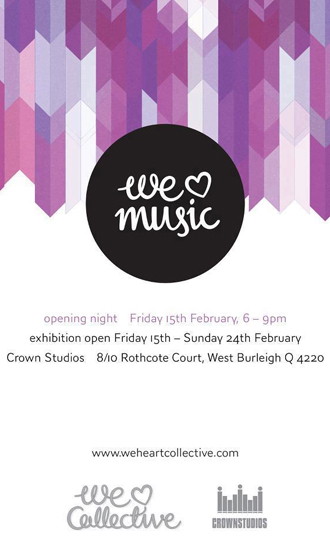 we♡
music
opening night Friday 15th February, 6 – 9pm
exhibition open Friday 15th – Sunday 24th February
Crown Studios 8/10 Rothcote Court, West Burleigh Q 4220
www.weheartcollective.com
we♡
Collective
CROWNSTUDIOS